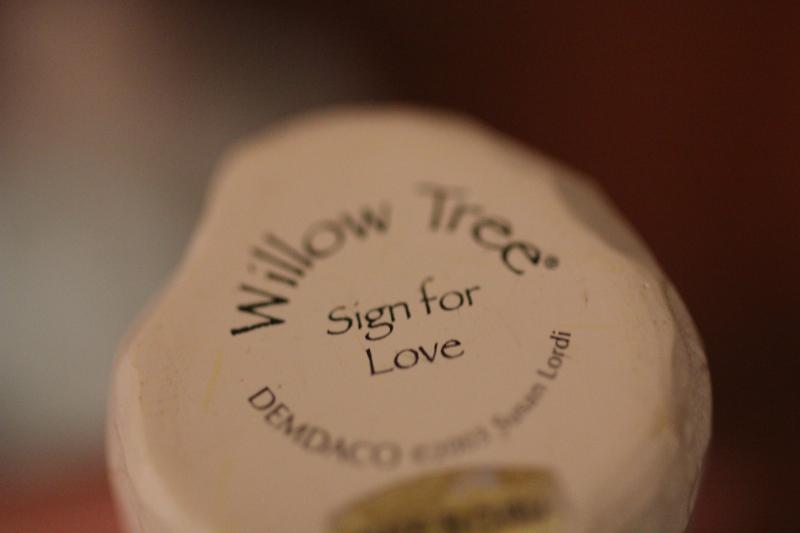 Willow Tree®
Sign for
Love
DEMDACO Susan Lordi